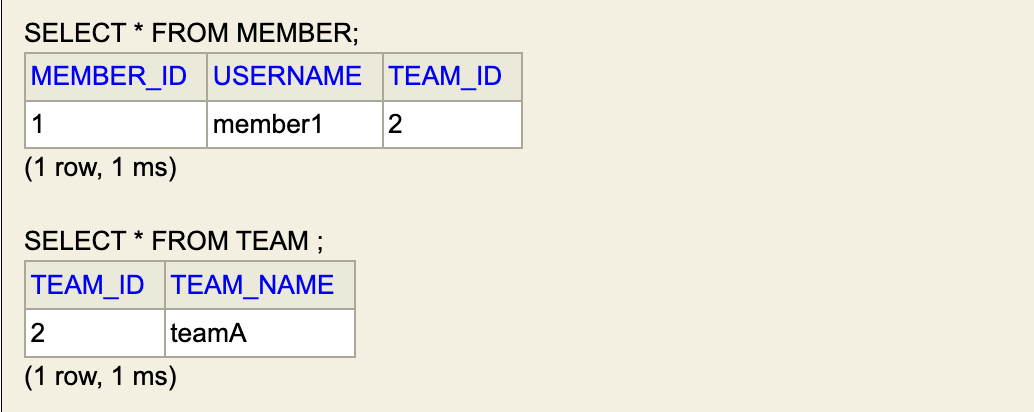 SELECT * FROM MEMBER;
MEMBER_ID USERNAME TEAM_ID
1 member1 2
(1 row, 1 ms)
SELECT * FROM TEAM ;
TEAM_ID TEAM_NAME
2 teamA
(1 row, 1 ms)